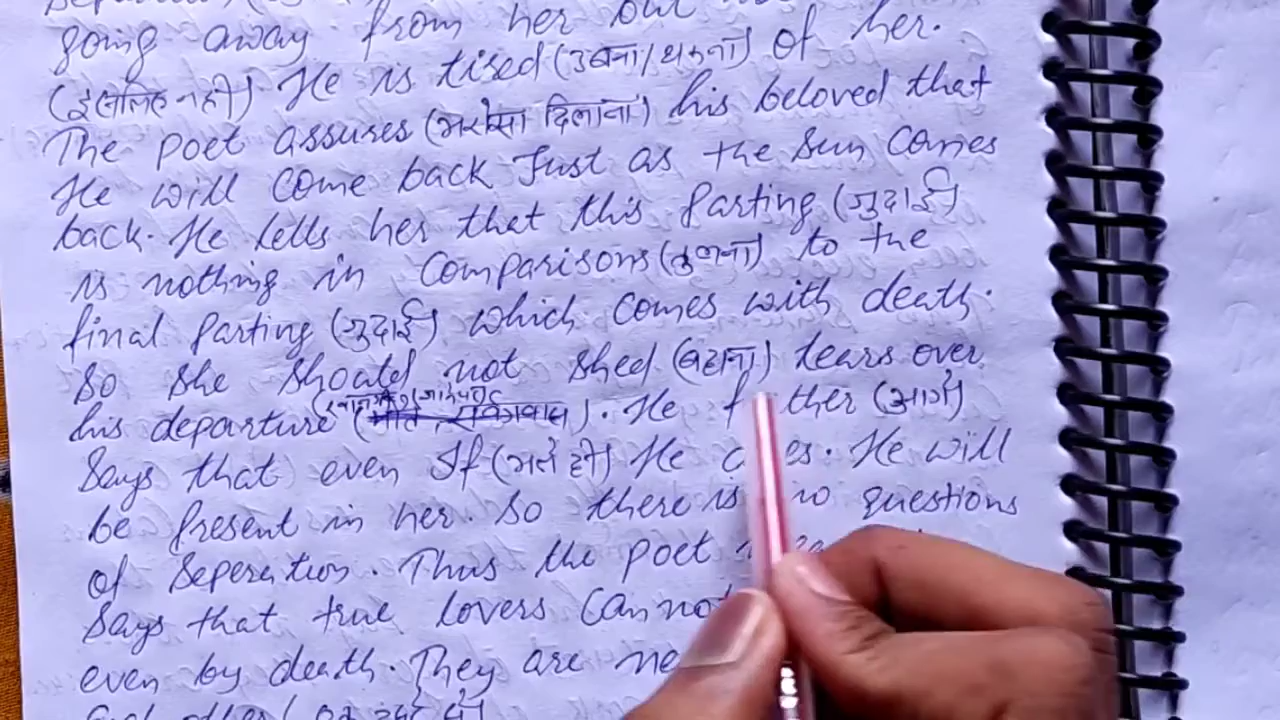 going away from her but
(इसलिए नही) He is tired (उबना/थकना) of her.
The poet assures (भरोसा दिलाना) his beloved that
He will come back Just as the Sun comes
back. He tells her that this Parting (जुदाई)
is nothing in Comparisons (तुलना) to the
final Parting (जुदाई) which comes with death.
So she should not shed (बहाना) tears over
his departure ( ). He ther (आगे)
Says that even If (भले ही) He es. He will
be Present in her. So there is no questions
of Seperation. Thus the poet
Says that true lovers Cannot
even by death. They are ne